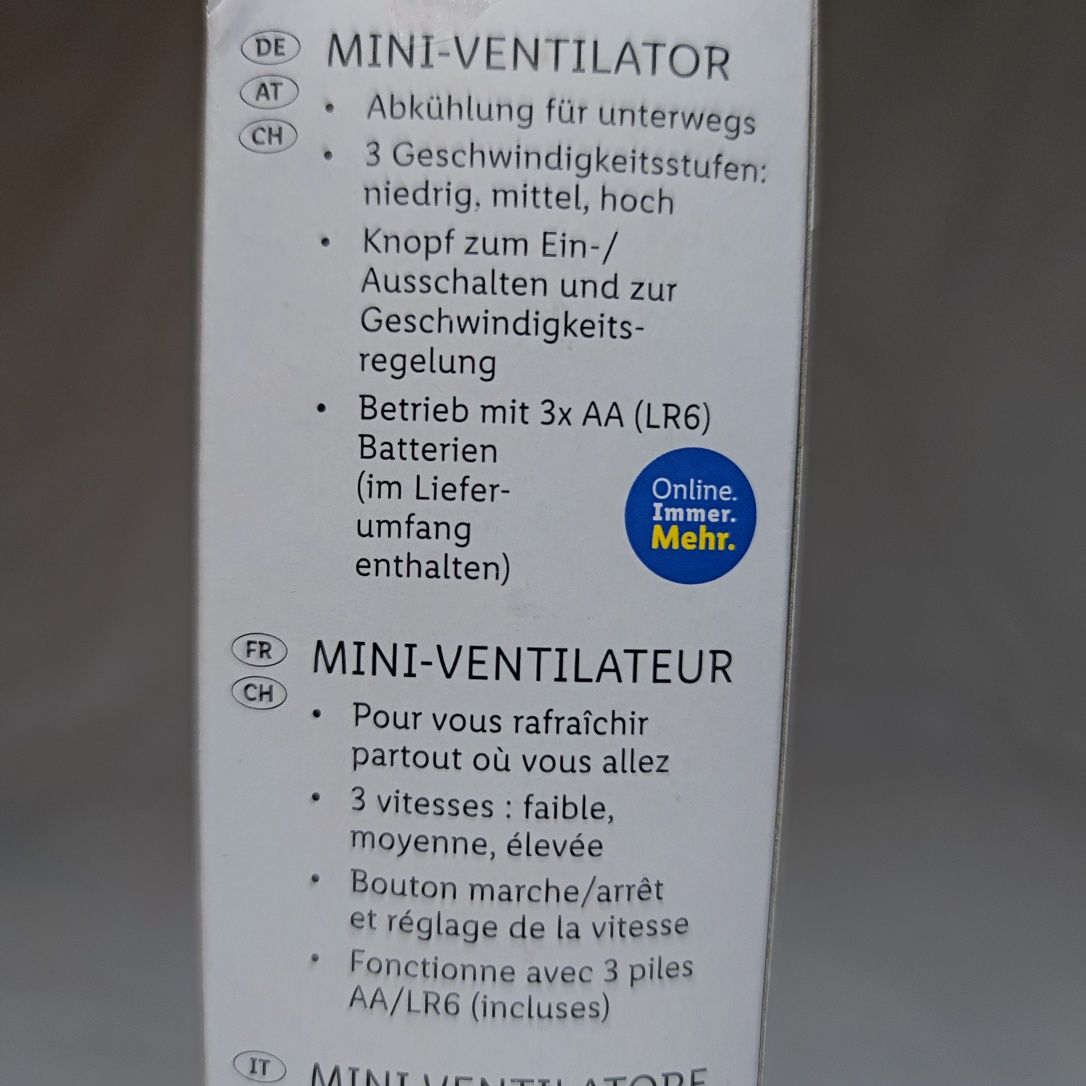 DE MINI-VENTILATOR
AT
CH
• Abkühlung für unterwegs
• 3 Geschwindigkeitsstufen:
niedrig, mittel, hoch
• Knopf zum Ein-/
Ausschalten und zur
Geschwindigkeits-
regelung
• Betrieb mit 3x AA (LR6)
Batterien
(im Liefer-
umfang
enthalten)
Online.
Immer.
Mehr.
FR MINI-VENTILATEUR
CH
• Pour vous rafraîchir
partout où vous allez
• 3 vitesses : faible,
moyenne, élevée
• Bouton marche/arrêt
et réglage de la vitesse
• Fonctionne avec 3 piles
AA/LR6 (incluses)
IT MINI VENTILATORE